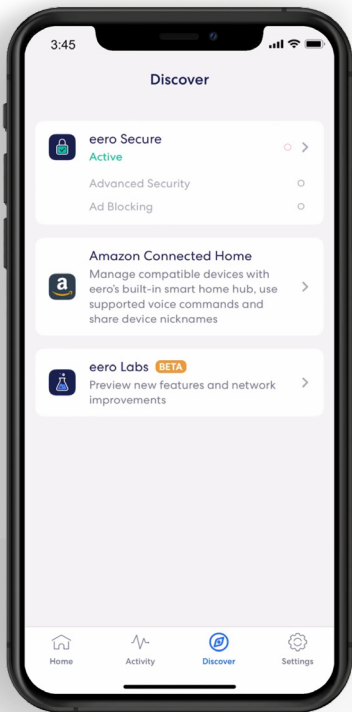 3:45
Discover
eero Secure
Active
Advanced Security
Ad Blocking
Amazon Connected Home
Manage compatible devices with
eero's built-in smart home hub, use
supported voice commands and
share device nicknames
eero Labs BETA
Preview new features and network
improvements
Home Activity Discover Settings